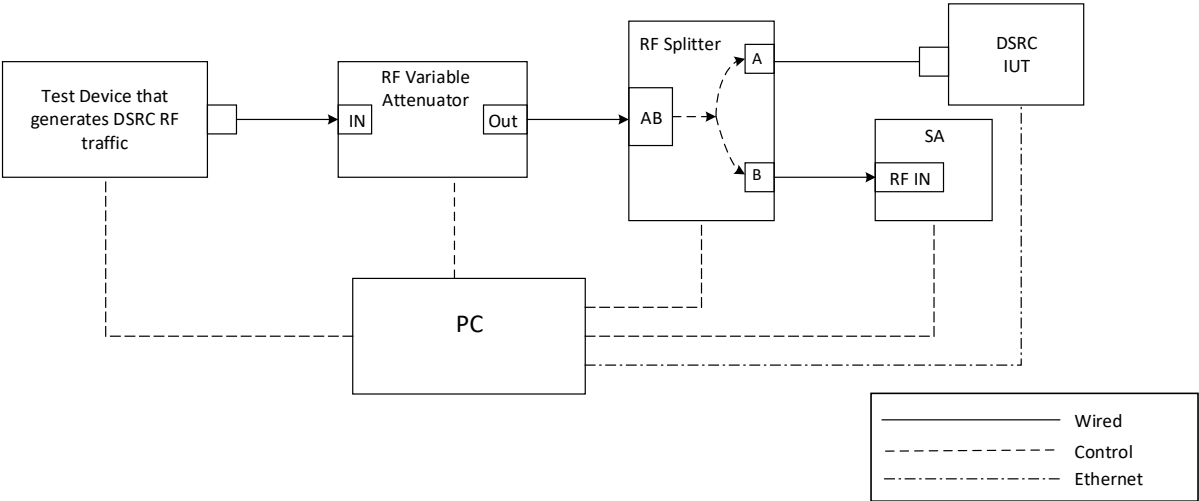 Test Device that
generates DSRC RF
traffic
RF Variable
Attenuator
IN
Out
RF Splitter
AB
A
B
DSRC
IUT
SA
RF IN
PC
Wired
Control
Ethernet